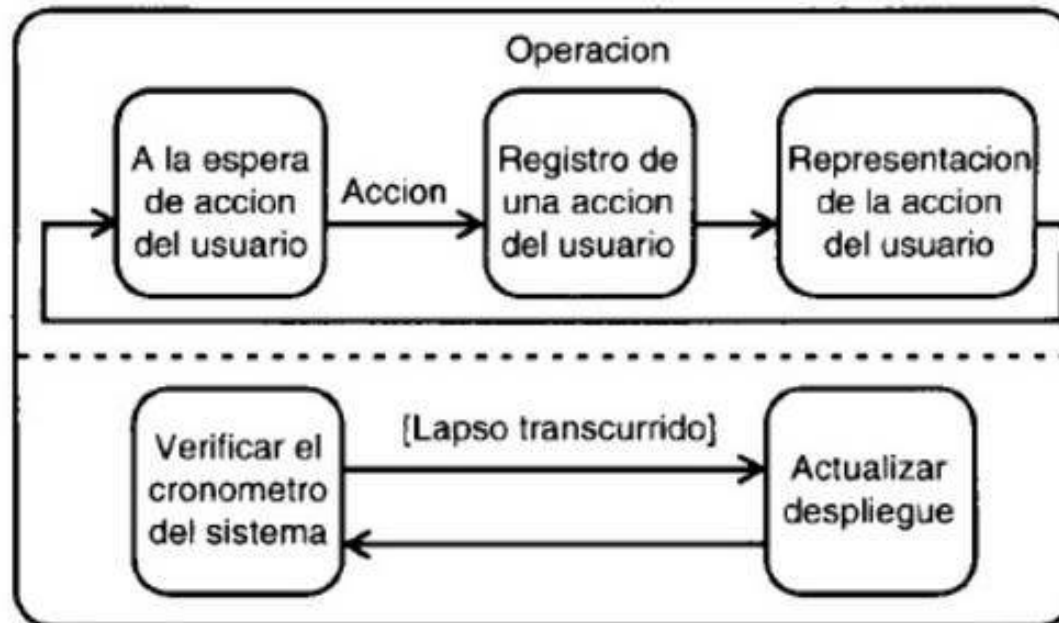 Operacion
A la espera
de accion
del usuario
Accion
Registro de
una accion
del usuario
Representacion
de la accion
del usuario
Verificar el
cronometro
del sistema
[Lapso transcurrido]
Actualizar
despliegue